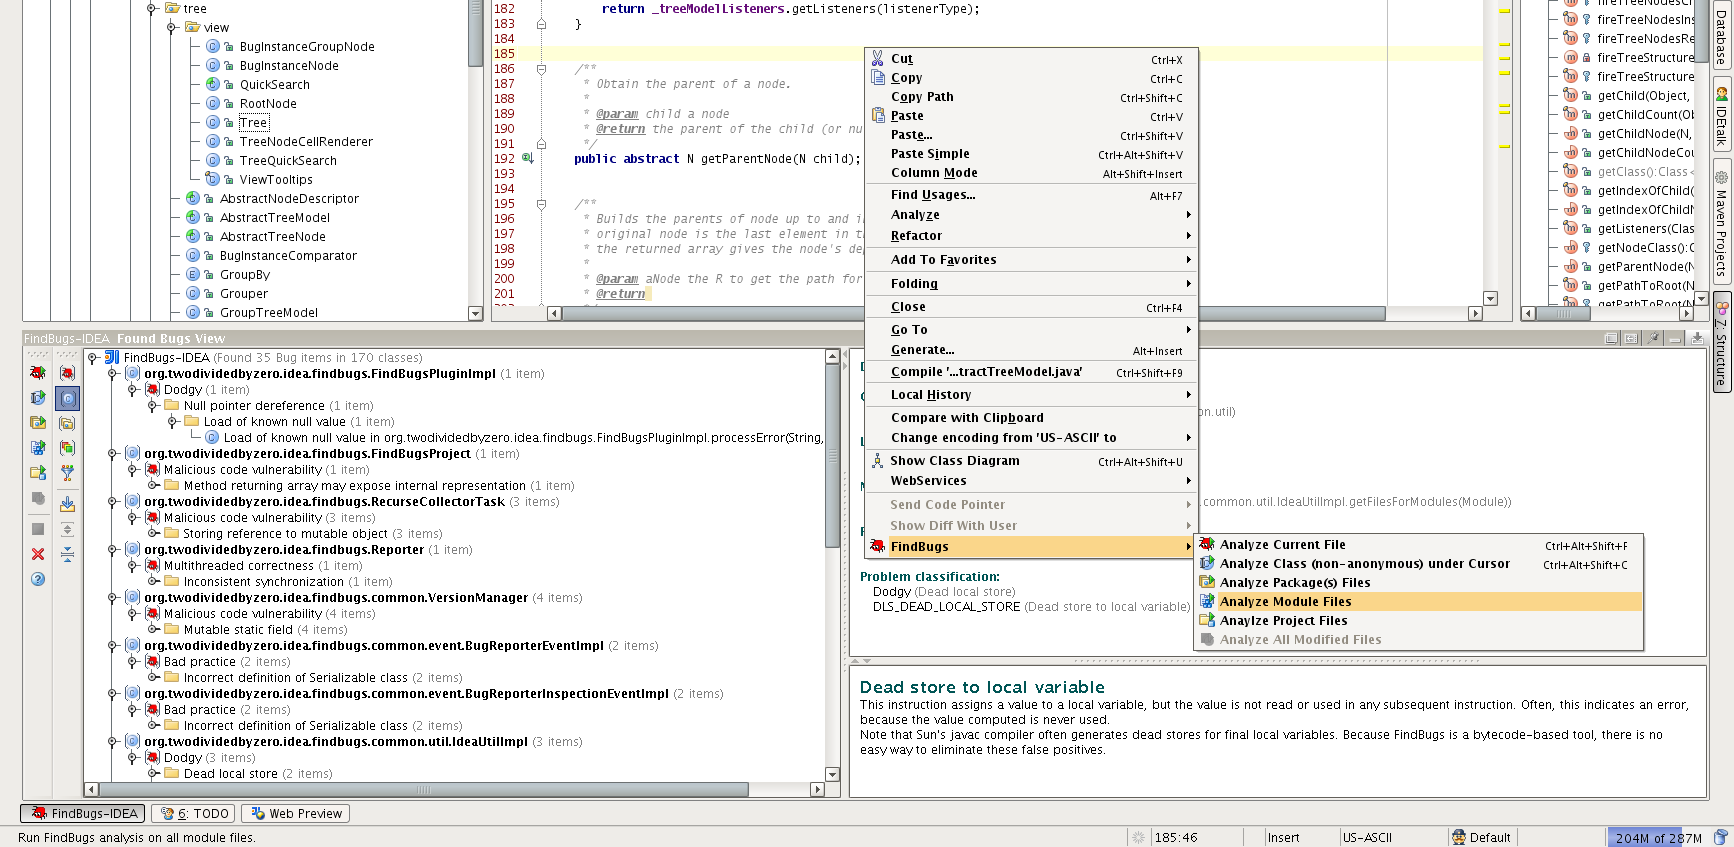 tree
view
BugInstanceGroupNode
BugInstanceNode
QuickSearch
RootNode
Tree
TreeNodeCellRenderer
TreeQuickSearch
ViewTooltips
AbstractNodeDescriptor
AbstractTreeModel
AbstractTreeNode
BugInstanceComparator
GroupBy
Grouper
GroupTreeModel
182 return _treeModelListeners.getListeners(listenerType);
183 }
184
185
186 /**
187 * Obtain the parent of a node.
188 *
189 * @param child a node
190 * @return the parent of the child (or nu
191 */
192 public abstract N getParentNode(N child);
193
194
195 /**
196 * Builds the parents of node up to and i
197 * original node is the last element in t
198 * the returned array gives the node's de
199 *
200 * @param aNode the R to get the path for
201 * @return
Cut Ctrl+X
Copy Ctrl+C
Copy Path Ctrl+Shift+C
Paste Ctrl+V
Paste... Ctrl+Shift+V
Paste Simple Ctrl+Alt+Shift+V
Column Mode Alt+Shift+Insert
Find Usages... Alt+F7
Analyze
Refactor
Add To Favorites
Folding
Close Ctrl+F4
Go To
Generate... Alt+Insert
Compile '...tractTreeModel.java' Ctrl+Shift+F9
Local History
Compare with Clipboard
Change encoding from 'US-ASCII' to
Show Class Diagram Ctrl+Alt+Shift+U
WebServices
Send Code Pointer
Show Diff With User
FindBugs
Analyze Current File Ctrl+Alt+Shift+F
Analyze Class (non-anonymous) under Cursor Ctrl+Alt+Shift+C
Analyze Package(s) Files
Analyze Module Files
Anaylze Project Files
Analyze All Modified Files
fireTreeNodesIns
fireTreeNodesRe
fireTreeStructure
fireTreeStructure
getChild(Object,
getChildCount(Ob
getChildNode(N,
getChildNodeCou
getClass():Class<
getIndexOfChild(
getIndexOfChildN
getListeners(Clas
getNodeClass():C
getParentNode(N
getPathToRoot(N
getPathToRoot(N
Database
IDEtalk
Maven Projects
Z: Structure
FindBugs-IDEA Found Bugs View
FindBugs-IDEA (Found 35 Bug items in 170 classes)
org.twodividedbyzero.idea.findbugs.FindBugsPluginImpl (1 item)
Dodgy (1 item)
Null pointer dereference (1 item)
Load of known null value (1 item)
Load of known null value in org.twodividedbyzero.idea.findbugs.FindBugsPluginImpl.processError(String,
org.twodividedbyzero.idea.findbugs.FindBugsProject (1 item)
Malicious code vulnerability (1 item)
Method returning array may expose internal representation (1 item)
org.twodividedbyzero.idea.findbugs.RecurseCollectorTask (3 items)
Malicious code vulnerability (3 items)
Storing reference to mutable object (3 items)
org.twodividedbyzero.idea.findbugs.Reporter (1 item)
Multithreaded correctness (1 item)
Inconsistent synchronization (1 item)
org.twodividedbyzero.idea.findbugs.common.VersionManager (4 items)
Malicious code vulnerability (4 items)
Mutable static field (4 items)
org.twodividedbyzero.idea.findbugs.common.event.BugReporterEventImpl (2 items)
Bad practice (2 items)
Incorrect definition of Serializable class (2 items)
org.twodividedbyzero.idea.findbugs.common.event.BugReporterInspectionEventImpl (2 items)
Bad practice (2 items)
Incorrect definition of Serializable class (2 items)
org.twodividedbyzero.idea.findbugs.common.util.IdeaUtilImpl (3 items)
Dodgy (3 items)
Dead local store (2 items)
on.util)
.common.util.IdeaUtilImpl.getFilesForModules(Module))
Problem classification:
Dodgy (Dead local store)
DLS_DEAD_LOCAL_STORE (Dead store to local variable)
Dead store to local variable
This instruction assigns a value to a local variable, but the value is not read or used in any subsequent instruction. Often, this indicates an error,
because the value computed is never used.
Note that Sun's javac compiler often generates dead stores for final local variables. Because FindBugs is a bytecode-based tool, there is no
easy way to eliminate these false positives.
FindBugs-IDEA 6: TODO Web Preview
Run FindBugs analysis on all module files. 185:46 Insert US-ASCII Default 204M of 287M